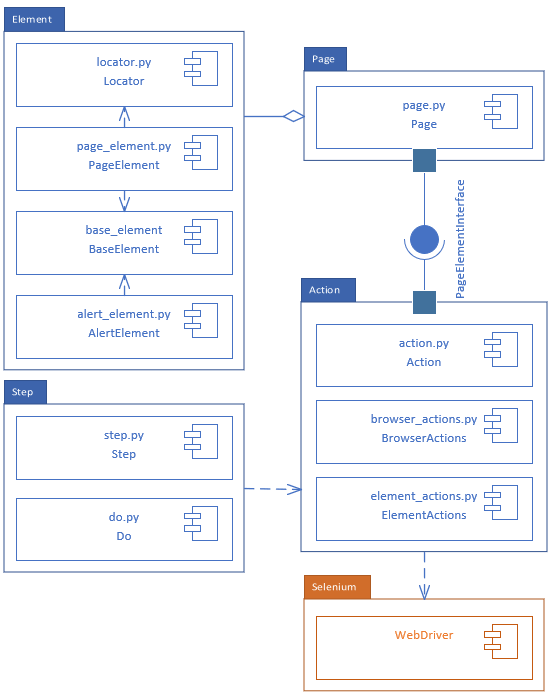 Element
locator.py
Locator
page_element.py
PageElement
base_element
BaseElement
alert_element.py
AlertElement
Page
page.py
Page
PageElementInterface
Action
action.py
Action
browser_actions.py
BrowserActions
element_actions.py
ElementActions
Step
step.py
Step
do.py
Do
Selenium
WebDriver